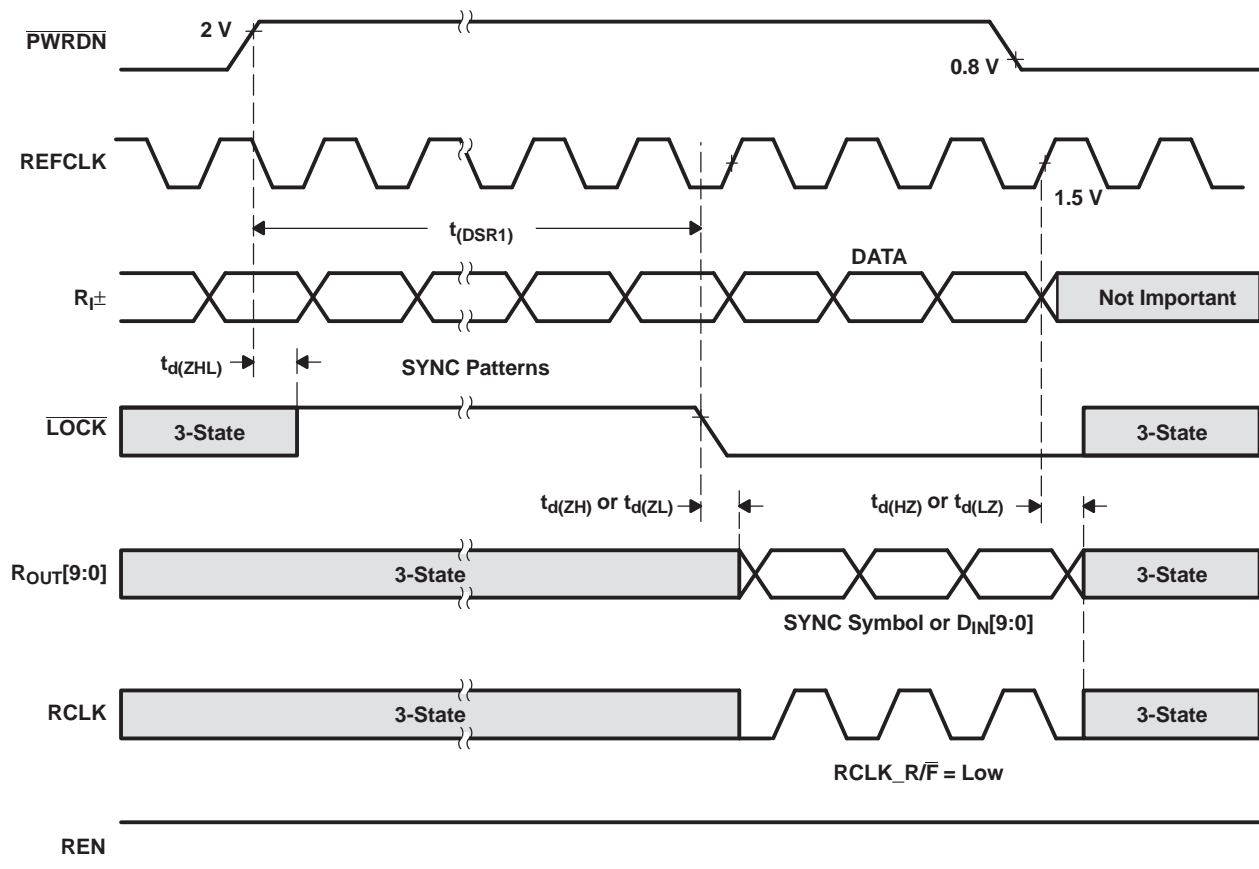 PWRDN
2 V
0.8 V
REFCLK
1.5 V
t(DSR1)
DATA
RI±
Not Important
td(ZHL)
SYNC Patterns
LOCK
3-State
3-State
td(ZH) or td(ZL)
td(HZ) or td(LZ)
ROUT[9:0]
3-State
3-State
SYNC Symbol or DIN[9:0]
RCLK
3-State
3-State
RCLK_R/F̅ = Low
REN